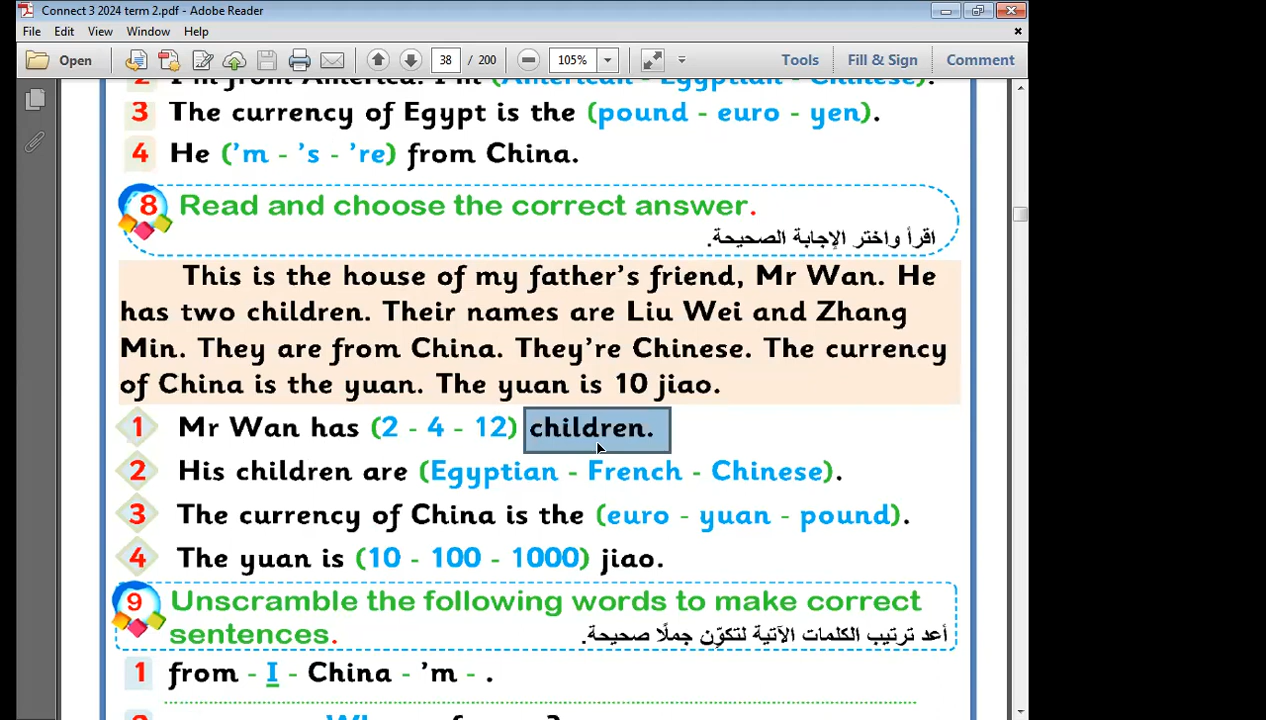 Connect 3 2024 term 2.pdf - Adobe Reader
File Edit View Window Help
Open 38 / 200 105% Tools Fill & Sign Comment
2 I'm from America. I'm (American - Egyptian - Chinese).
3 The currency of Egypt is the (pound - euro - yen).
4 He ('m - 's - 're) from China.
8 Read and choose the correct answer.
اقرأ واختر الإجابة الصحيحة.
This is the house of my father's friend, Mr Wan. He
has two children. Their names are Liu Wei and Zhang
Min. They are from China. They're Chinese. The currency
of China is the yuan. The yuan is 10 jiao.
1 Mr Wan has (2 - 4 - 12) children.
2 His children are (Egyptian - French - Chinese).
3 The currency of China is the (euro - yuan - pound).
4 The yuan is (10 - 100 - 1000) jiao.
9 Unscramble the following words to make correct
sentences.
أعد ترتيب الكلمات الآتية لتكوِّن جملًا صحيحة.
1 from - I - China - 'm - .